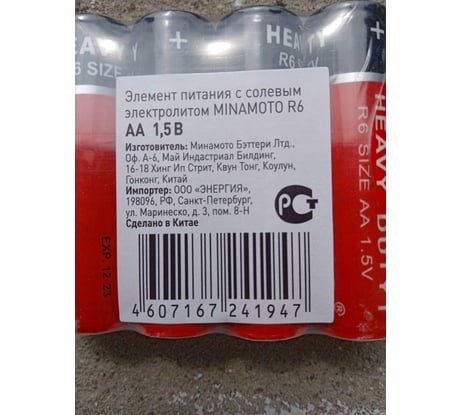 HEAVY
R6 SIZE
+
HEAVY
R6 SIZE
+
Элемент питания с солевым
электролитом MINAMOTO R6
AA 1,5 В
Изготовитель: Минамото Бэттери Лтд.,
Оф. А-6, Май Индастриал Билдинг,
16-18 Хинг Ип Стрит, Квун Тонг, Коулун,
Гонконг, Китай
Импортер: ООО «ЭНЕРГИЯ»,
198096, РФ, Санкт-Петербург,
ул. Маринеско, д. 3, пом. 8-Н
Сделано в Китае
РСТ
4 607167 241947
EXP. 12 23
HEAVY DUTY
R6 SIZE AA 1.5V